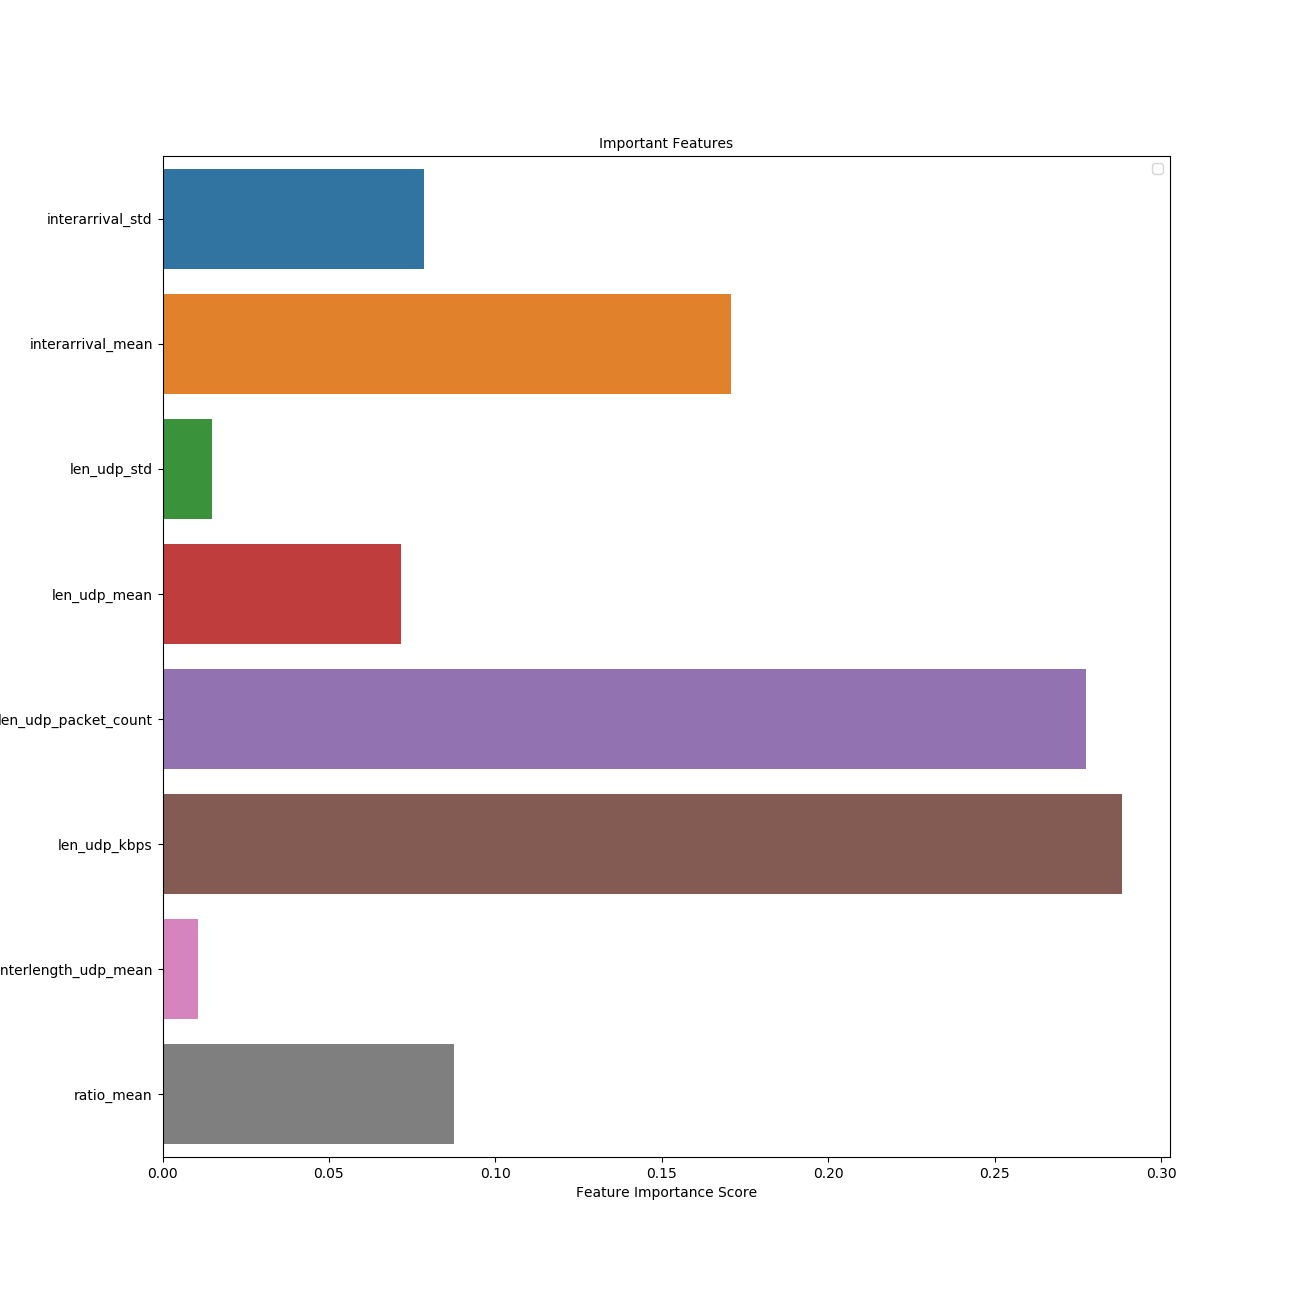 Important Features
interarrival_std
interarrival_mean
len_udp_std
len_udp_mean
len_udp_packet_count
len_udp_kbps
nterlength_udp_mean
ratio_mean
0.00 0.05 0.10 0.15 0.20 0.25 0.30
Feature Importance Score